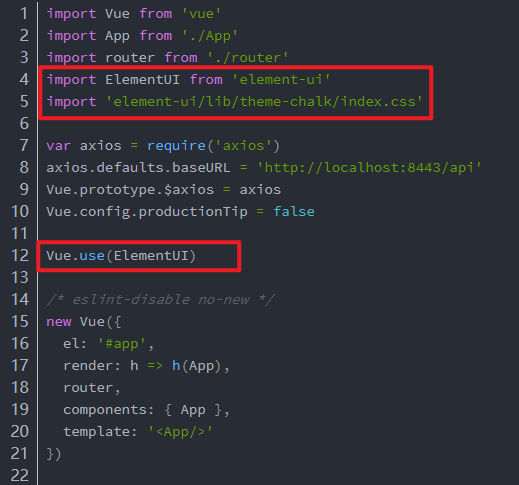 1 import Vue from 'vue'
2 import App from './App'
3 import router from './router'
4 import ElementUI from 'element-ui'
5 import 'element-ui/lib/theme-chalk/index.css'
6
7 var axios = require('axios')
8 axios.defaults.baseURL = 'http://localhost:8443/api'
9 Vue.prototype.$axios = axios
10 Vue.config.productionTip = false
11
12 Vue.use(ElementUI)
13
14 /* eslint-disable no-new */
15 new Vue({
16   el: '#app',
17   render: h => h(App),
18   router,
19   components: { App },
20   template: '<App/>'
21 })
22